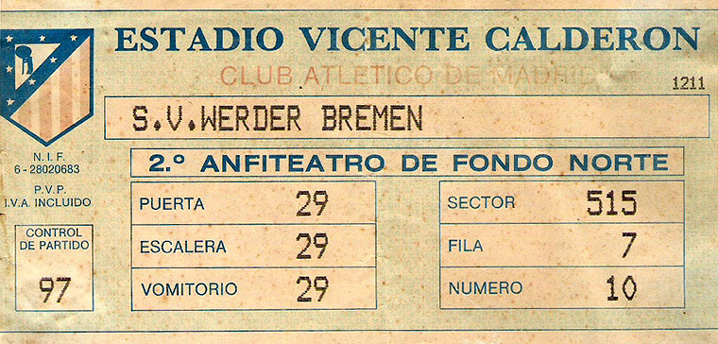 ESTADIO VICENTE CALDERON
CLUB ATLETICO DE MADRID
1211
S.V.WERDER BREMEN
N.I.F.
6-28020683
P.V.P.
I.V.A. INCLUIDO
CONTROL
DE PARTIDO
97
2.º ANFITEATRO DE FONDO NORTE
PUERTA 29
ESCALERA 29
VOMITORIO 29
SECTOR 515
FILA 7
NUMERO 10